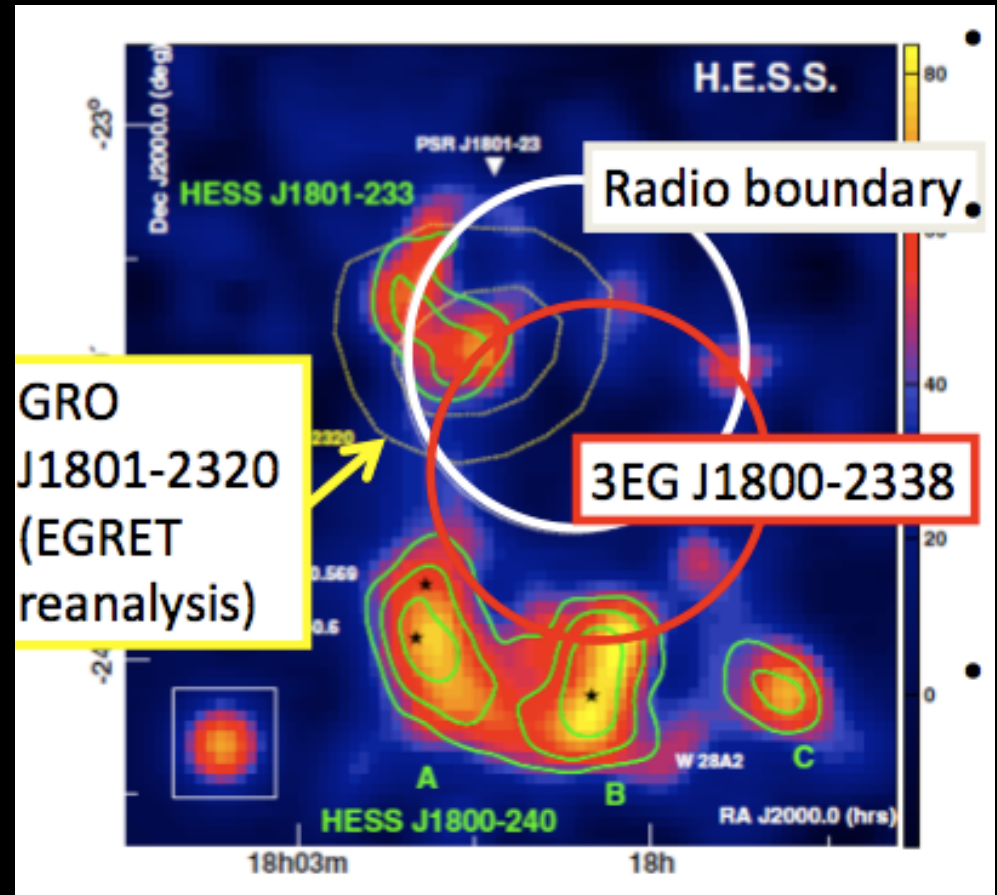 H.E.S.S.
80
-23°
Dec J2000.0 (deg)
PSR J1801-23
HESS J1801-233
Radio boundary
40
GRO
J1801-2320
(EGRET
reanalysis)
2320
3EG J1800-2338
20
0.569
0.6
-24
0
W 28A2
A
B
C
HESS J1800-240
RA J2000.0 (hrs)
18h03m
18h